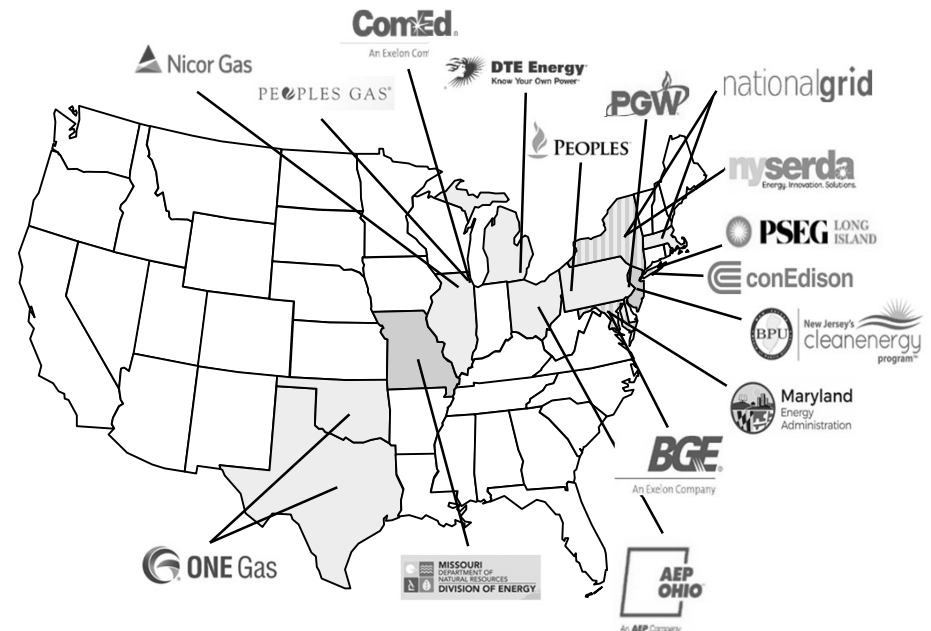 ComEd.
An Exelon Com
Nicor Gas
PEOPLES GAS
DTE Energy
Know Your Own Power
PGW
nationalgrid
PEOPLES
nyserda
Energy. Innovation. Solutions.
PSEG LONG
ISLAND
conEdison
BPU
New Jersey's
cleanenergy
program™
Maryland
Energy
Administration
BGE
An Exelon Company
ONE Gas
MISSOURI
DEPARTMENT OF
NATURAL RESOURCES
DIVISION OF ENERGY
AEP
OHIO
An AEP Company